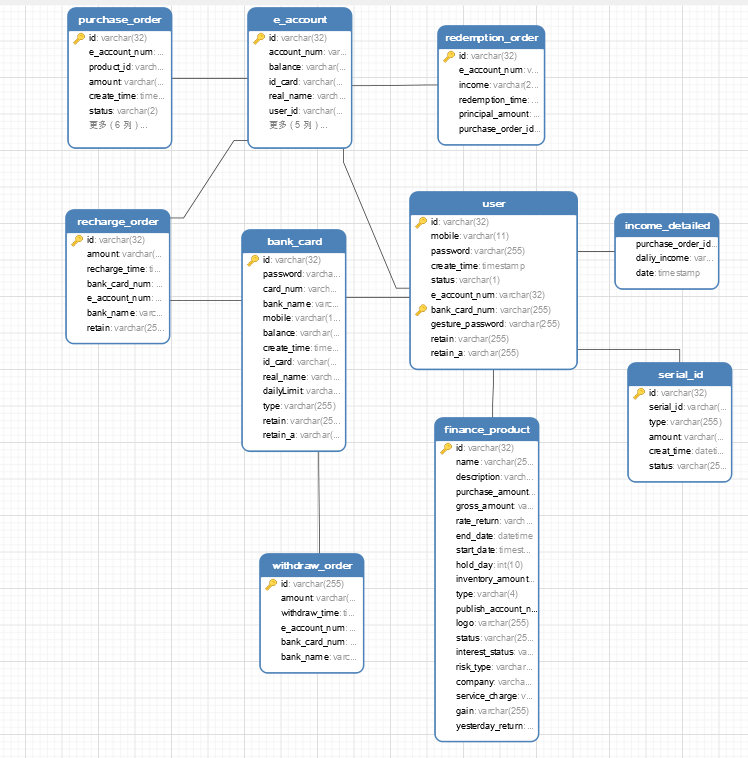 purchase_order
id: varchar(32)
e_account_num: ...
product_id: varch...
amount: varchar(...
create_time: time...
status: varchar(2)
更多 ( 6 列 ) ...
e_account
id: varchar(32)
account_num: var...
balance: varchar(...
id_card: varchar(...
real_name: varch...
user_id: varchar(...
更多 ( 5 列 ) ...
redemption_order
id: varchar(32)
e_account_num: v...
income: varchar(2...
redemption_time: ...
principal_amount: ...
purchase_order_id...
recharge_order
id: varchar(32)
amount: varchar(...
recharge_time: ti...
bank_card_num: ...
e_account_num: ...
bank_name: varc...
retain: varchar(25...
bank_card
id: varchar(32)
password: varcha...
card_num: varch...
bank_name: varc...
mobile: varchar(1...
balance: varchar(...
create_time: time...
id_card: varchar(...
real_name: varch...
dailyLimit: varcha...
type: varchar(255)
retain: varchar(25...
retain_a: varchar(...
user
id: varchar(32)
mobile: varchar(11)
password: varchar(255)
create_time: timestamp
status: varchar(1)
e_account_num: varchar(32)
bank_card_num: varchar(255)
gesture_password: varchar(255)
retain: varchar(255)
retain_a: varchar(255)
income_detailed
purchase_order_id...
daliy_income: var...
date: timestamp
serial_id
id: varchar(32)
serial_id: varchar(...
type: varchar(255)
amount: varchar(...
creat_time: dateti...
status: varchar(25...
finance_product
id: varchar(32)
name: varchar(25...
description: varch...
purchase_amount...
gross_amount: va...
rate_return: varch...
end_date: datetime
start_date: timest...
hold_day: int(10)
inventory_amount...
type: varchar(4)
publish_account_n...
logo: varchar(255)
status: varchar(25...
interest_status: va...
risk_type: varchar...
company: varcha...
service_charge: v...
gain: varchar(255)
yesterday_return: ...
withdraw_order
id: varchar(255)
amount: varchar(...
withdraw_time: ti...
e_account_num: ...
bank_card_num: ...
bank_name: varc...